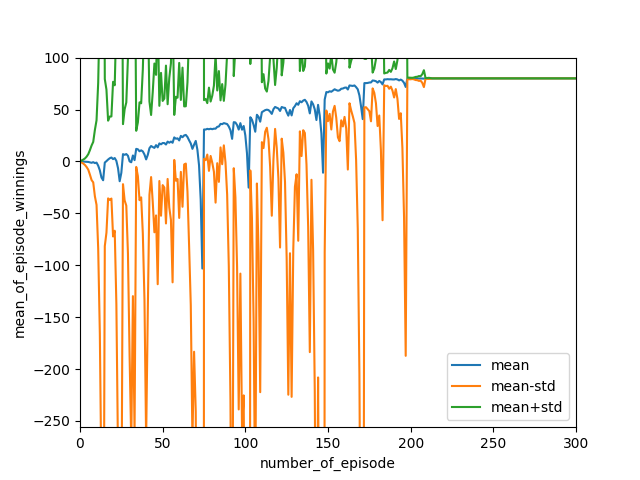 100
50
0
−50
−100
−150
−200
−250
mean_of_episode_winnings
mean
mean-std
mean+std
0 50 100 150 200 250 300
number_of_episode